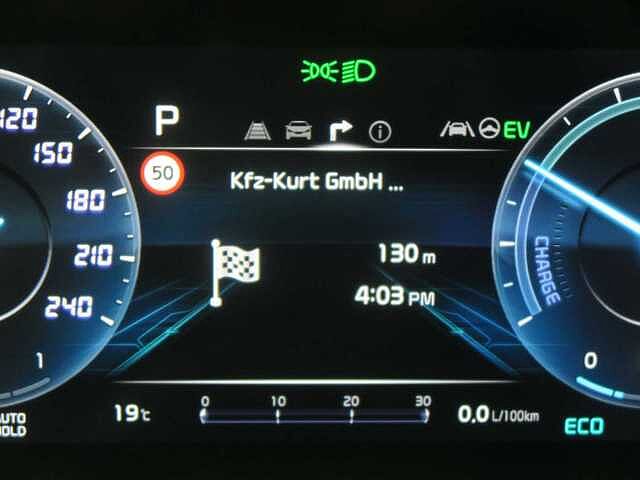 P
EV
50
Kfz-Kurt GmbH ...
120
150
180
210
240
130 m
4:03 PM
CHARGE
1
0
AUTO
HOLD
19°C
0 10 20 30
0,0 L/100km
ECO